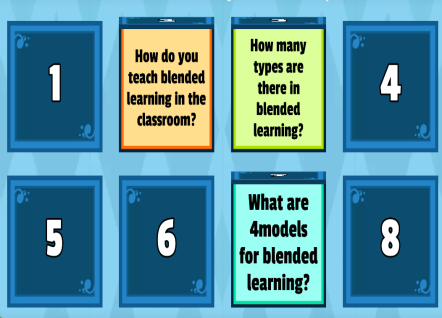 1
How do you
teach blended
learning in the
classroom?
How many
types are
there in
blended
learning?
4
5
6
What are
4models
for blended
learning?
8